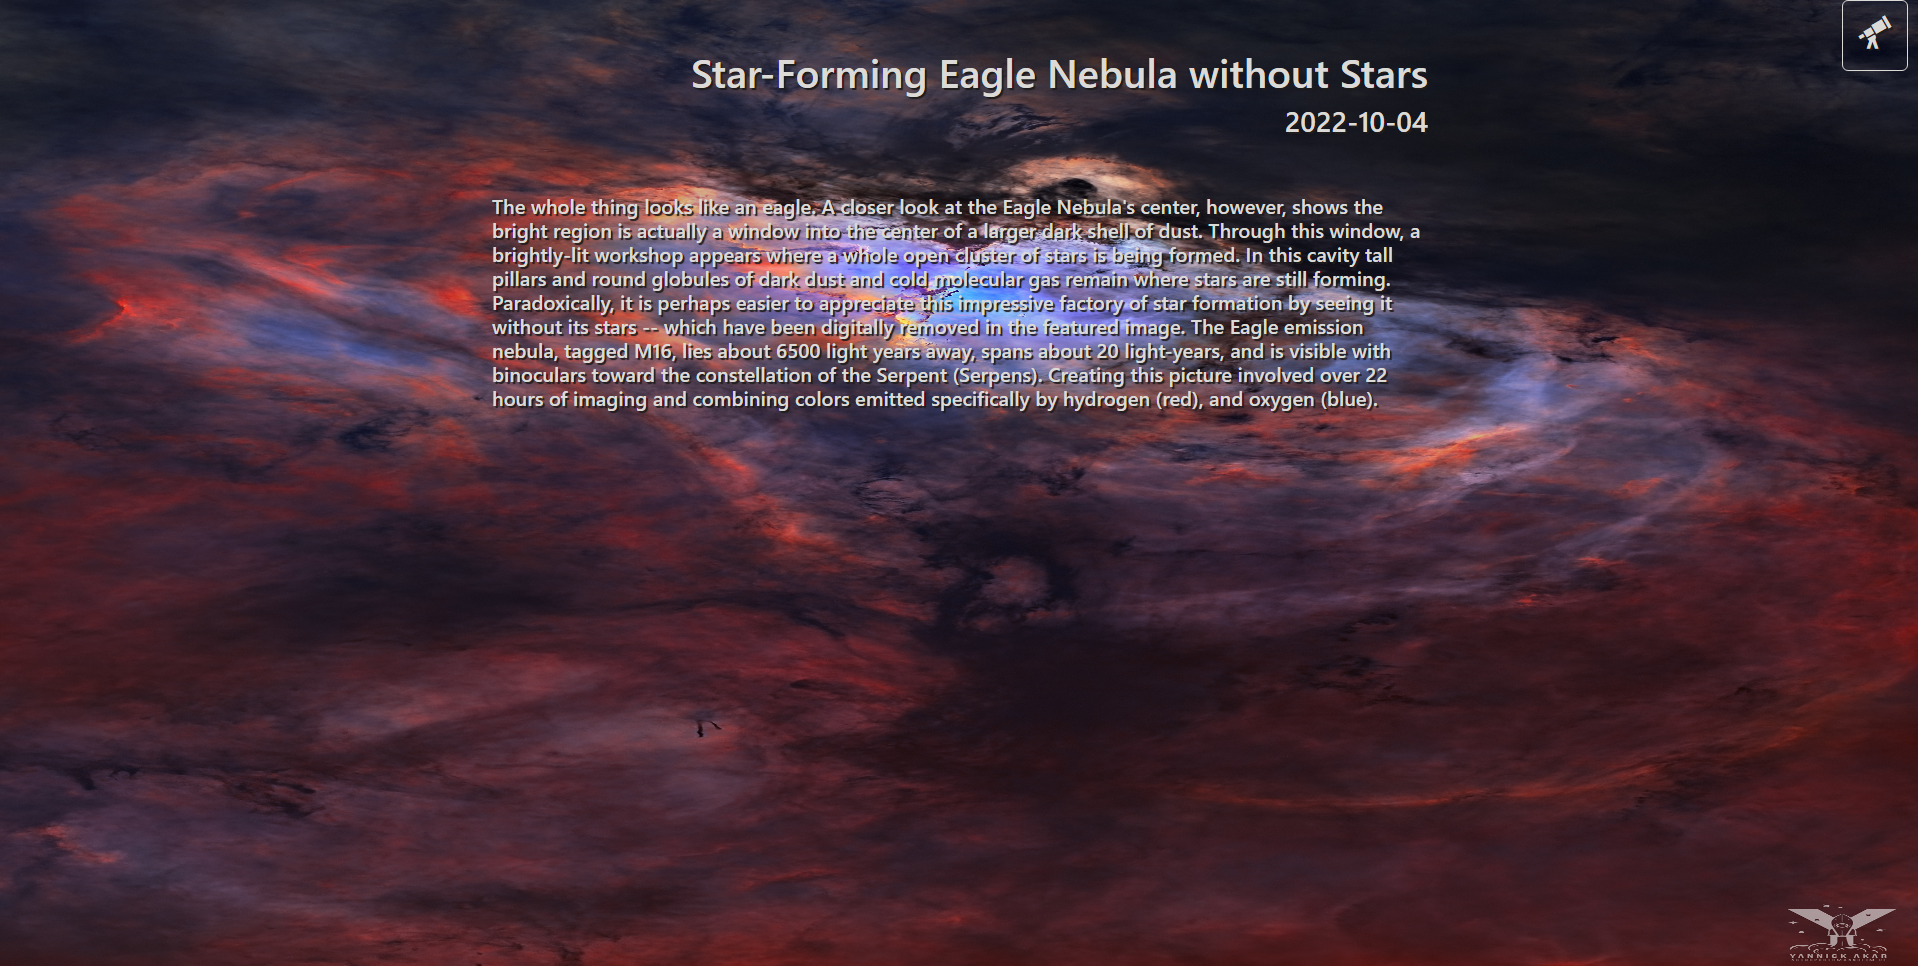 Star-Forming Eagle Nebula without Stars
2022-10-04
The whole thing looks like an eagle. A closer look at the Eagle Nebula's center, however, shows the
bright region is actually a window into the center of a larger dark shell of dust. Through this window, a
brightly-lit workshop appears where a whole open cluster of stars is being formed. In this cavity tall
pillars and round globules of dark dust and cold molecular gas remain where stars are still forming.
Paradoxically, it is perhaps easier to appreciate this impressive factory of star formation by seeing it
without its stars -- which have been digitally removed in the featured image. The Eagle emission
nebula, tagged M16, lies about 6500 light years away, spans about 20 light-years, and is visible with
binoculars toward the constellation of the Serpent (Serpens). Creating this picture involved over 22
hours of imaging and combining colors emitted specifically by hydrogen (red), and oxygen (blue).
YANNICK AKAR